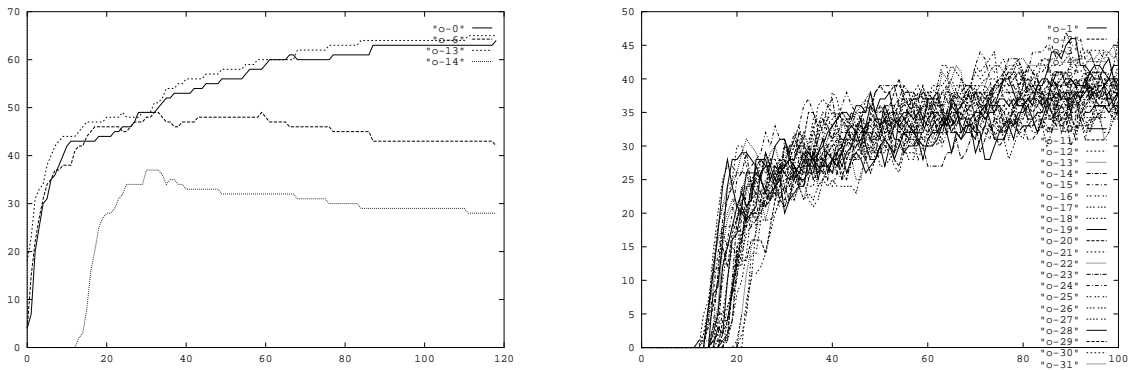 70
60
50
40
30
20
10
0
0 20 40 60 80 100 120
"o-0"
"o-6"
"o-13"
"o-14"
50
45
40
35
30
25
20
15
10
5
0
0 20 40 60 80 100
"o-1"
"o-11"
"o-12"
"o-13"
"o-14"
"o-15"
"o-16"
"o-17"
"o-18"
"o-19"
"o-20"
"o-21"
"o-22"
"o-23"
"o-24"
"o-25"
"o-26"
"o-27"
"o-28"
"o-29"
"o-30"
"o-31"